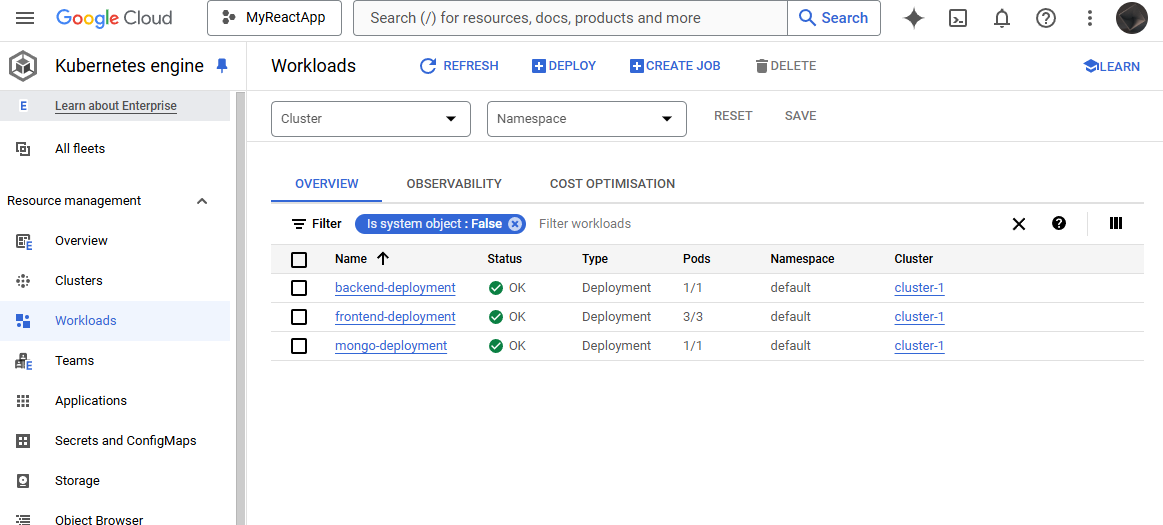 Google Cloud MyReactApp Search (/) for resources, docs, products and more Search
Kubernetes engine
Workloads REFRESH DEPLOY CREATE JOB DELETE LEARN
E Learn about Enterprise
All fleets
Resource management
Overview
Clusters
Workloads
Teams
Applications
Secrets and ConfigMaps
Storage
Object Browser
Cluster Namespace RESET SAVE
OVERVIEW OBSERVABILITY COST OPTIMISATION
Filter Is system object : False Filter workloads
Name Status Type Pods Namespace Cluster
backend-deployment OK Deployment 1/1 default cluster-1
frontend-deployment OK Deployment 3/3 default cluster-1
mongo-deployment OK Deployment 1/1 default cluster-1